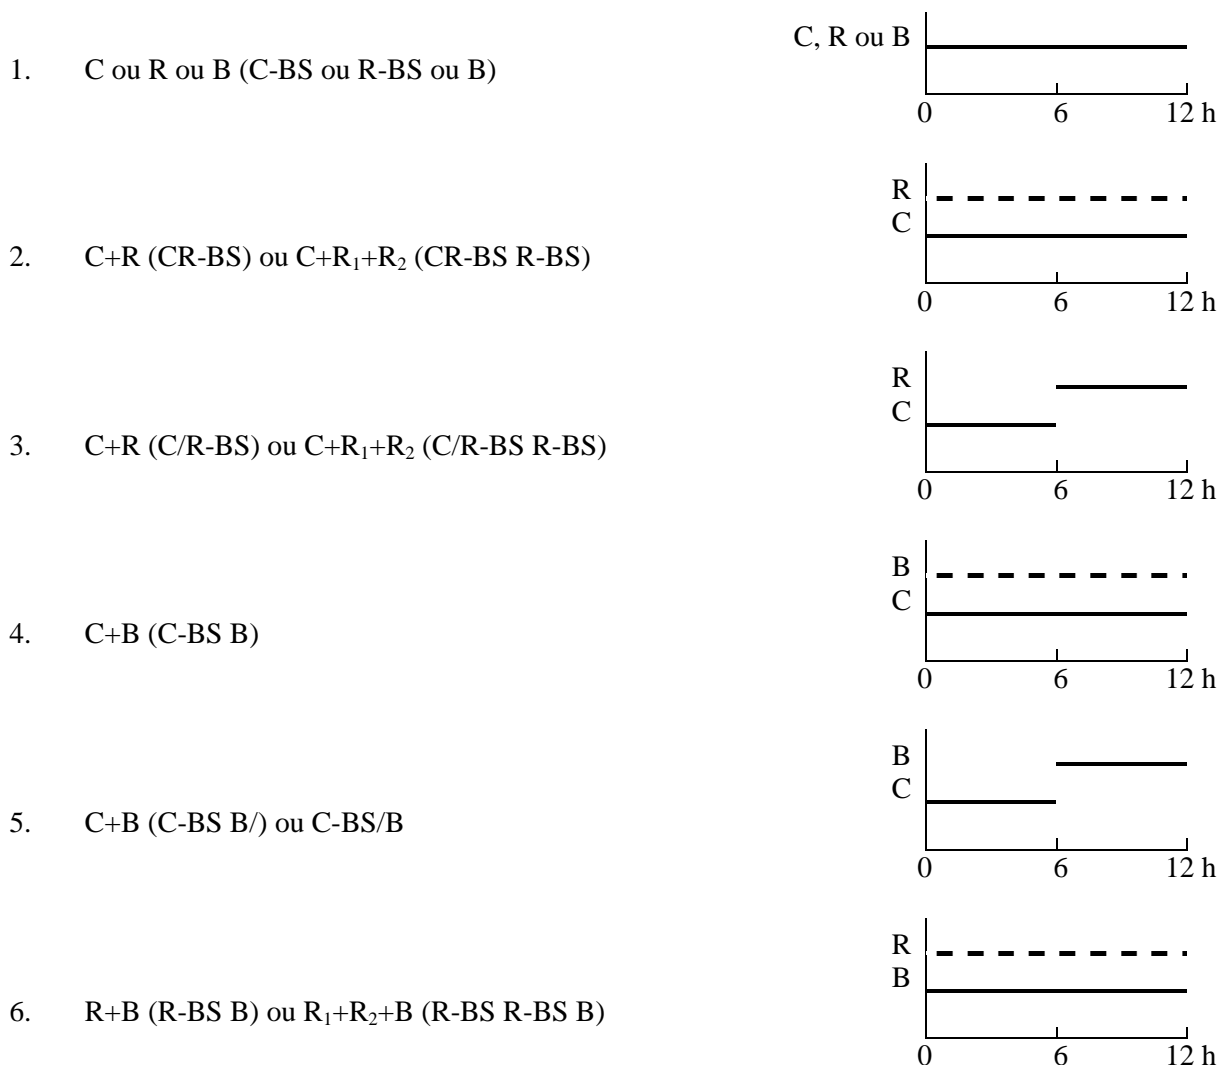 C, R ou B
1. C ou R ou B (C-BS ou R-BS ou B)
0 6 12 h
R
C
2. C+R (CR-BS) ou C+R₁+R₂ (CR-BS R-BS)
0 6 12 h
R
C
3. C+R (C/R-BS) ou C+R₁+R₂ (C/R-BS R-BS)
0 6 12 h
B
C
4. C+B (C-BS B)
0 6 12 h
B
C
5. C+B (C-BS B/) ou C-BS/B
0 6 12 h
R
B
6. R+B (R-BS B) ou R₁+R₂+B (R-BS R-BS B)
0 6 12 h